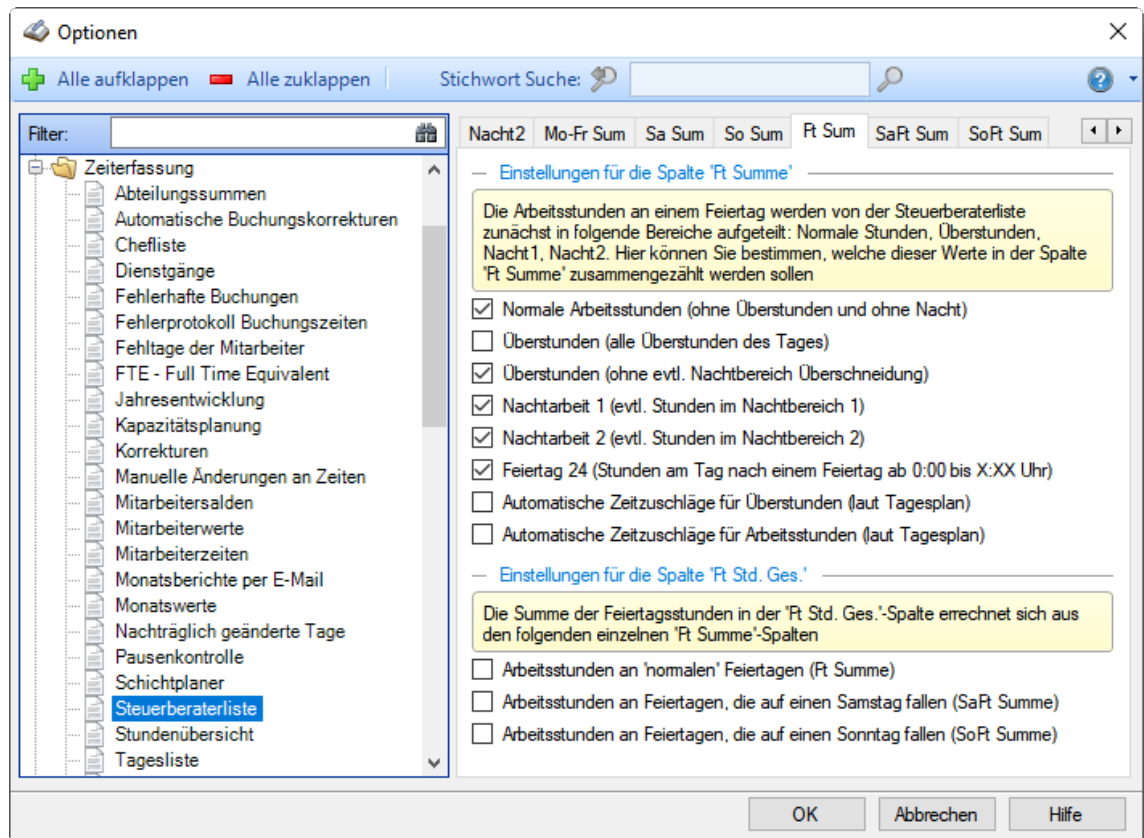 Optionen
Alle aufklappen
Alle zuklappen
Stichwort Suche:
Filter:
Zeiterfassung
Abteilungssummen
Automatische Buchungskorrekturen
Chefliste
Dienstgänge
Fehlerhafte Buchungen
Fehlerprotokoll Buchungszeiten
Fehltage der Mitarbeiter
FTE - Full Time Equivalent
Jahresentwicklung
Kapazitätsplanung
Korrekturen
Manuelle Änderungen an Zeiten
Mitarbeitersalden
Mitarbeiterwerte
Mitarbeiterzeiten
Monatsberichte per E-Mail
Monatswerte
Nachträglich geänderte Tage
Pausenkontrolle
Schichtplaner
Steuerberaterliste
Stundenübersicht
Tagesliste
Nacht2 Mo-Fr Sum Sa Sum So Sum Ft Sum SaFt Sum SoFt Sum
Einstellungen für die Spalte 'Ft Summe'
Die Arbeitsstunden an einem Feiertag werden von der Steuerberaterliste
zunächst in folgende Bereiche aufgeteilt: Normale Stunden, Überstunden,
Nacht1, Nacht2. Hier können Sie bestimmen, welche dieser Werte in der Spalte
'Ft Summe' zusammengezählt werden sollen
Normale Arbeitsstunden (ohne Überstunden und ohne Nacht)
Überstunden (alle Überstunden des Tages)
Überstunden (ohne evtl. Nachtbereich Überschneidung)
Nachtarbeit 1 (evtl. Stunden im Nachtbereich 1)
Nachtarbeit 2 (evtl. Stunden im Nachtbereich 2)
Feiertag 24 (Stunden am Tag nach einem Feiertag ab 0:00 bis X:XX Uhr)
Automatische Zeitzuschläge für Überstunden (laut Tagesplan)
Automatische Zeitzuschläge für Arbeitsstunden (laut Tagesplan)
Einstellungen für die Spalte 'Ft Std. Ges.'
Die Summe der Feiertagsstunden in der 'Ft Std. Ges.'-Spalte errechnet sich aus
den folgenden einzelnen 'Ft Summe'-Spalten
Arbeitsstunden an 'normalen' Feiertagen (Ft Summe)
Arbeitsstunden an Feiertagen, die auf einen Samstag fallen (SaFt Summe)
Arbeitsstunden an Feiertagen, die auf einen Sonntag fallen (SoFt Summe)
OK Abbrechen Hilfe